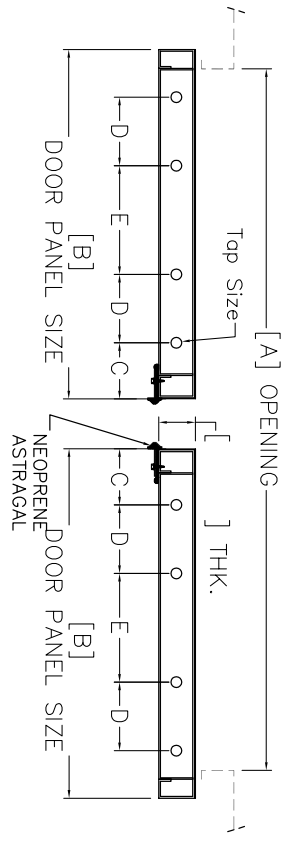 [A] OPENING
Tap Size
[ ] THK.
D
E
D
C
C
D
E
D
[B]
DOOR PANEL SIZE
NEOPRENE
ASTRAGAL
[B]
DOOR PANEL SIZE